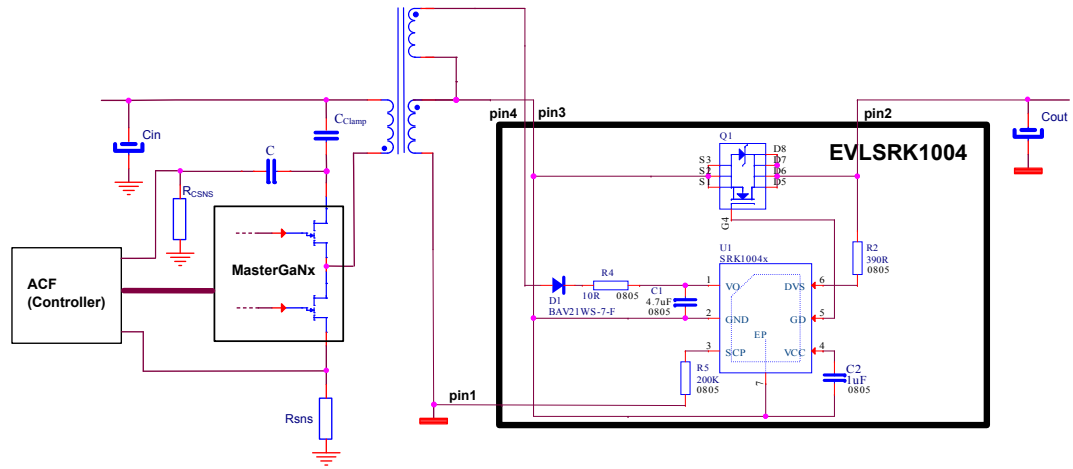 pin4
pin3
pin2
Cout
CClamp
Cin
Q1
EVLSRK1004
S3
S2
S1
D8
D7
D6
D5
G4
C
RCSNS
MasterGaNx
ACF
(Controller)
U1
SRK1004x
R2
390R
0805
R4
10R
0805
D1
BAV21WS-7-F
C1
4.7uF
0805
1
VO
DVS
6
2
GND
GD
5
EP
3
SCP
VCC
4
7
R5
200K
0805
C2
1uF
0805
pin1
Rsns